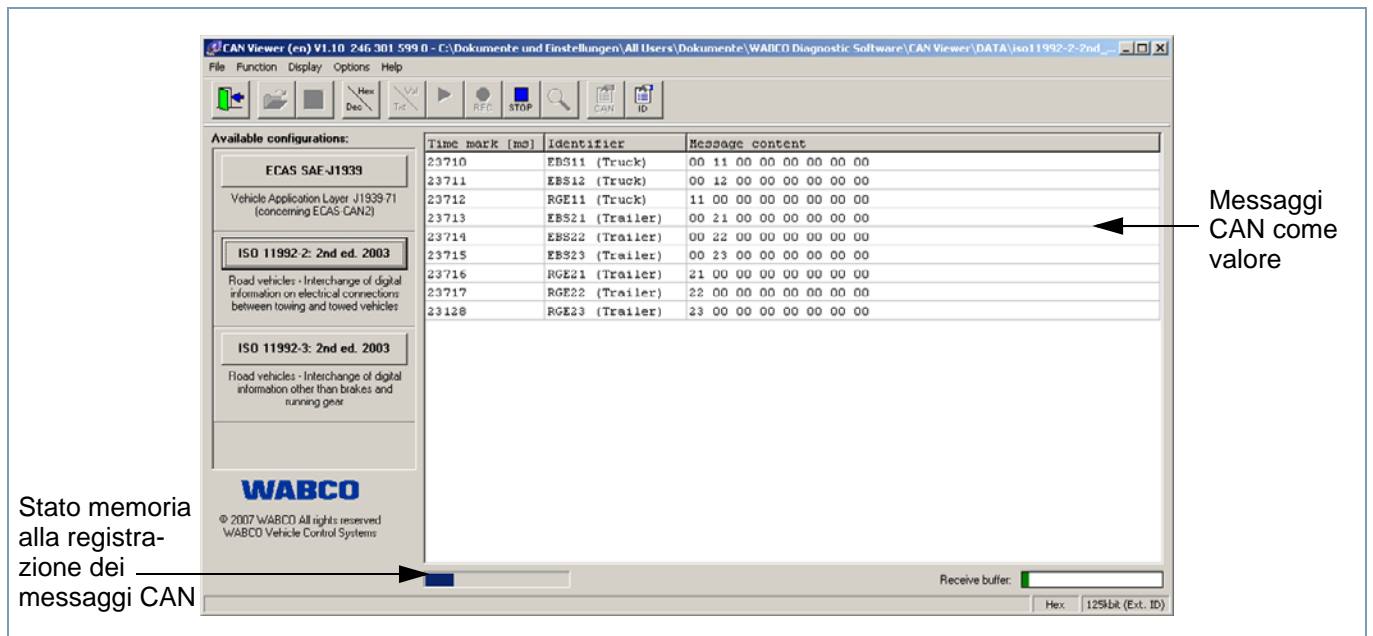 CAN Viewer (en) V1.10 246 301 599 0 - C:\Dokumente und Einstellungen\All Users\Dokumente\WABCO Diagnostic Software\CAN Viewer\DATA\iso11992-2-2nd_...
File Function Display Options Help
Hex
Dec
Val
Txt
REC
STOP
CAN
ID
Available configurations:
ECAS SAE-J1939
Vehicle Application Layer J1939-71
(concerning ECAS-CAN2)
ISO 11992-2: 2nd ed. 2003
Road vehicles - Interchange of digital
information on electrical connections
between towing and towed vehicles
ISO 11992-3: 2nd ed. 2003
Road vehicles - Interchange of digital
information other than brakes and
running gear
WABCO
© 2007 WABCO All rights reserved
WABCO Vehicle Control Systems
Time mark [ms] Identifier Message content
23710 EBS11 (Truck) 00 11 00 00 00 00 00 00
23711 EBS12 (Truck) 00 12 00 00 00 00 00 00
23712 RGE11 (Truck) 11 00 00 00 00 00 00 00
23713 EBS21 (Trailer) 00 21 00 00 00 00 00 00
23714 EBS22 (Trailer) 00 22 00 00 00 00 00 00
23715 EBS23 (Trailer) 00 23 00 00 00 00 00 00
23716 RGE21 (Trailer) 21 00 00 00 00 00 00 00
23717 RGE22 (Trailer) 22 00 00 00 00 00 00 00
23128 RGE23 (Trailer) 23 00 00 00 00 00 00 00
Messaggi
CAN come
valore
Stato memoria
alla registra-
zione dei
messaggi CAN
Receive buffer:
Hex 125kbit (Ext. ID)